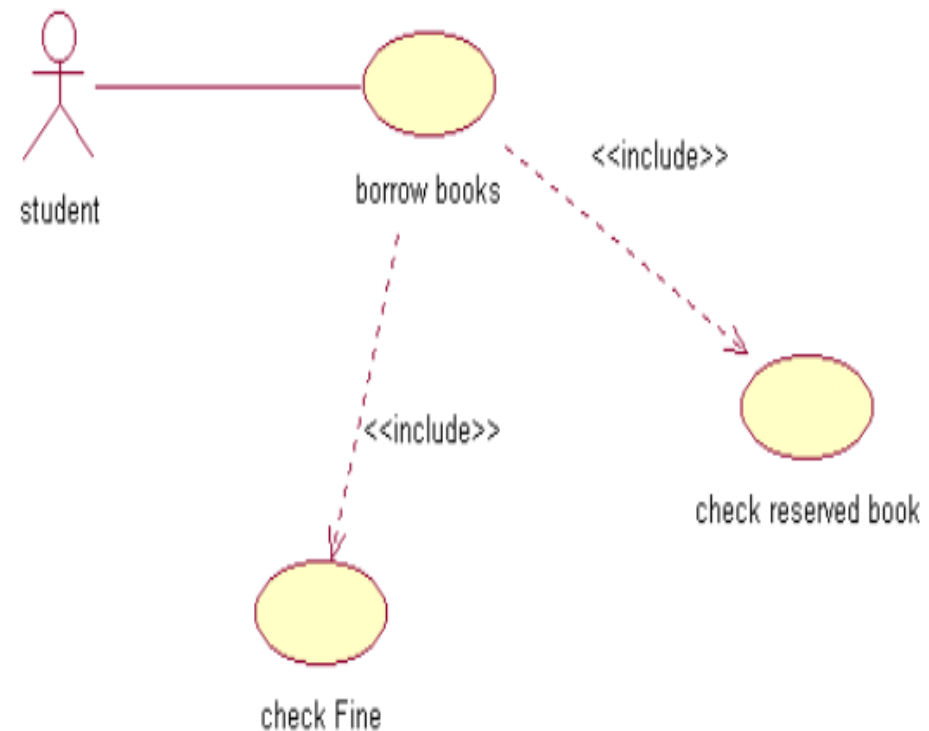 <<include>>
borrow books
student
<<include>>
check reserved book
check Fine